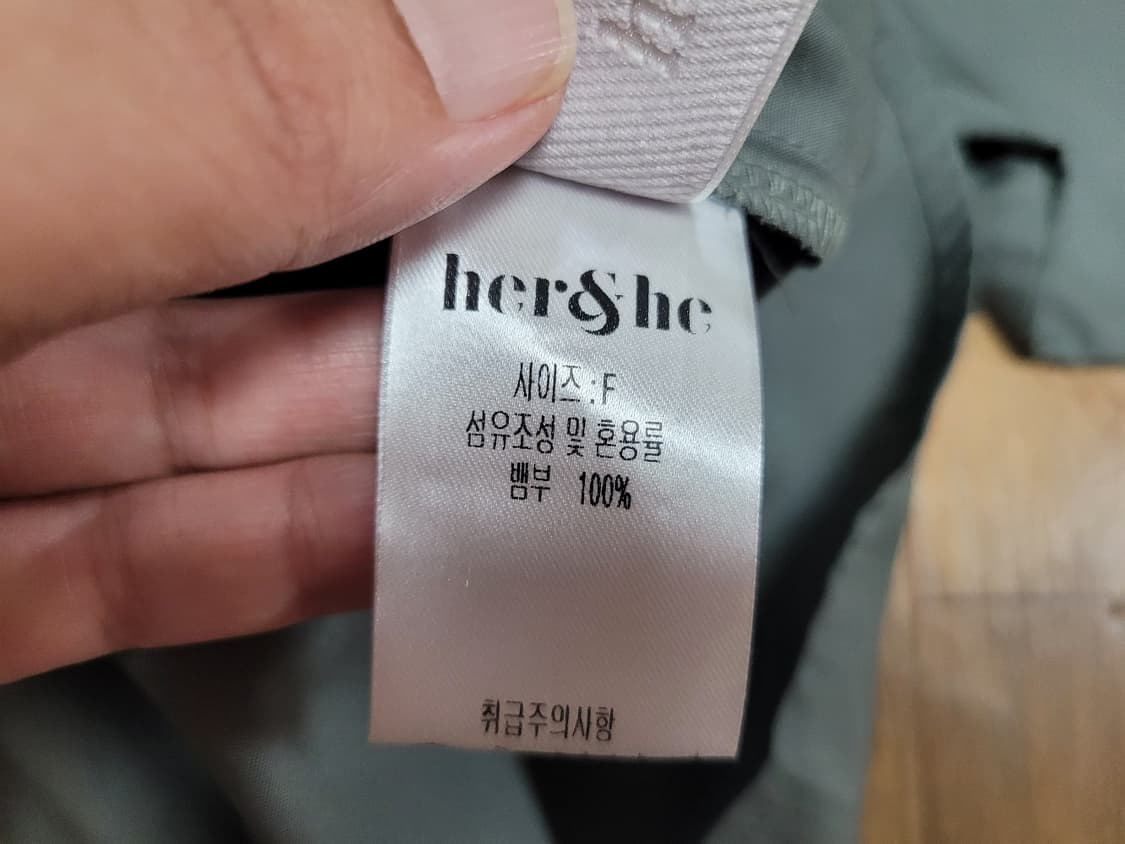 her&he
사이즈 : F
섬유조성 및 혼용률
뱀부 100%
취급주의사항